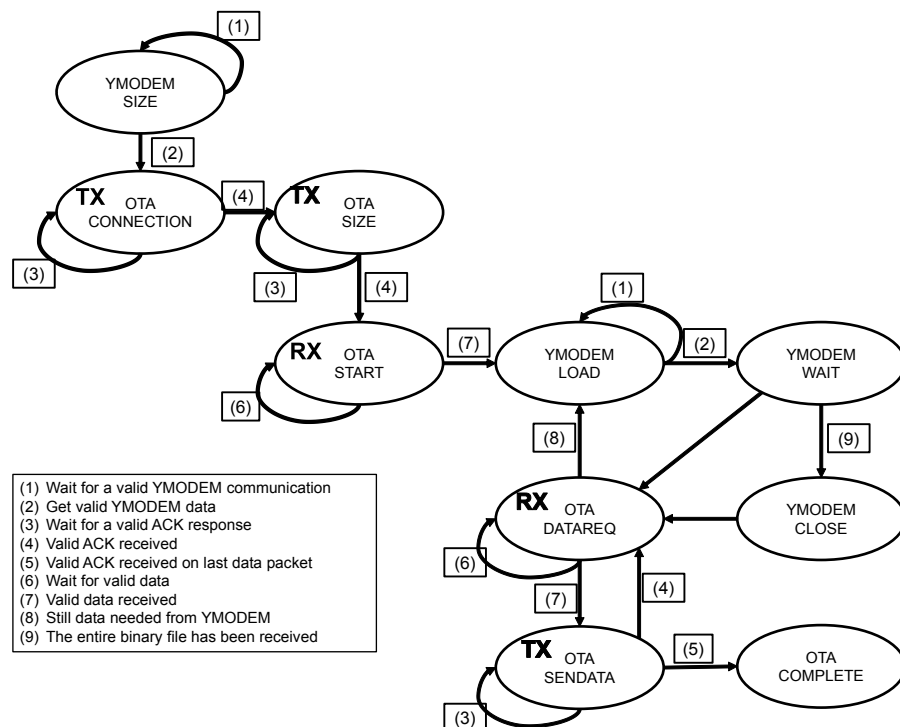 (1)
YMODEM
SIZE
(2)
TX
OTA
CONNECTION
(3)
(4)
TX
OTA
SIZE
(3)
(4)
RX
OTA
START
(6)
(7)
(1)
YMODEM
LOAD
(2)
YMODEM
WAIT
(8)
(9)
RX
OTA
DATAREQ
(6)
YMODEM
CLOSE
(7)
(4)
TX
OTA
SENDATA
(3)
(5)
OTA
COMPLETE
(1) Wait for a valid YMODEM communication
(2) Get valid YMODEM data
(3) Wait for a valid ACK response
(4) Valid ACK received
(5) Valid ACK received on last data packet
(6) Wait for valid data
(7) Valid data received
(8) Still data needed from YMODEM
(9) The entire binary file has been received